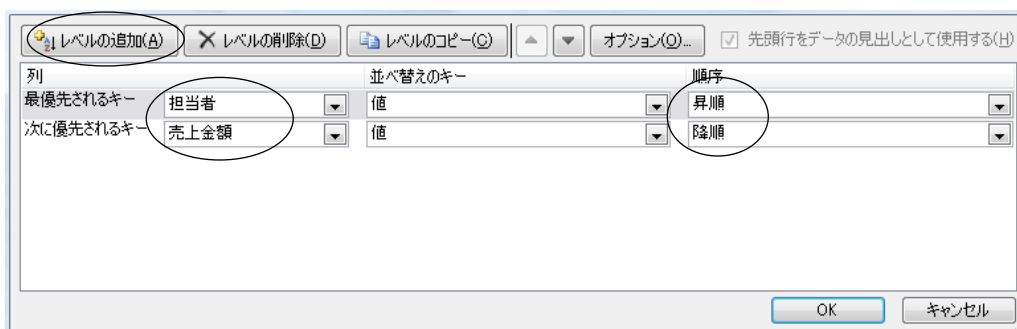 レベルの追加(A) レベルの削除(D) レベルのコピー(C) オプション(O)... 先頭行をデータの見出しとして使用する(H)
列 並べ替えのキー 順序
最優先されるキー 担当者 値 昇順
次に優先されるキー 売上金額 値 降順
OK キャンセル